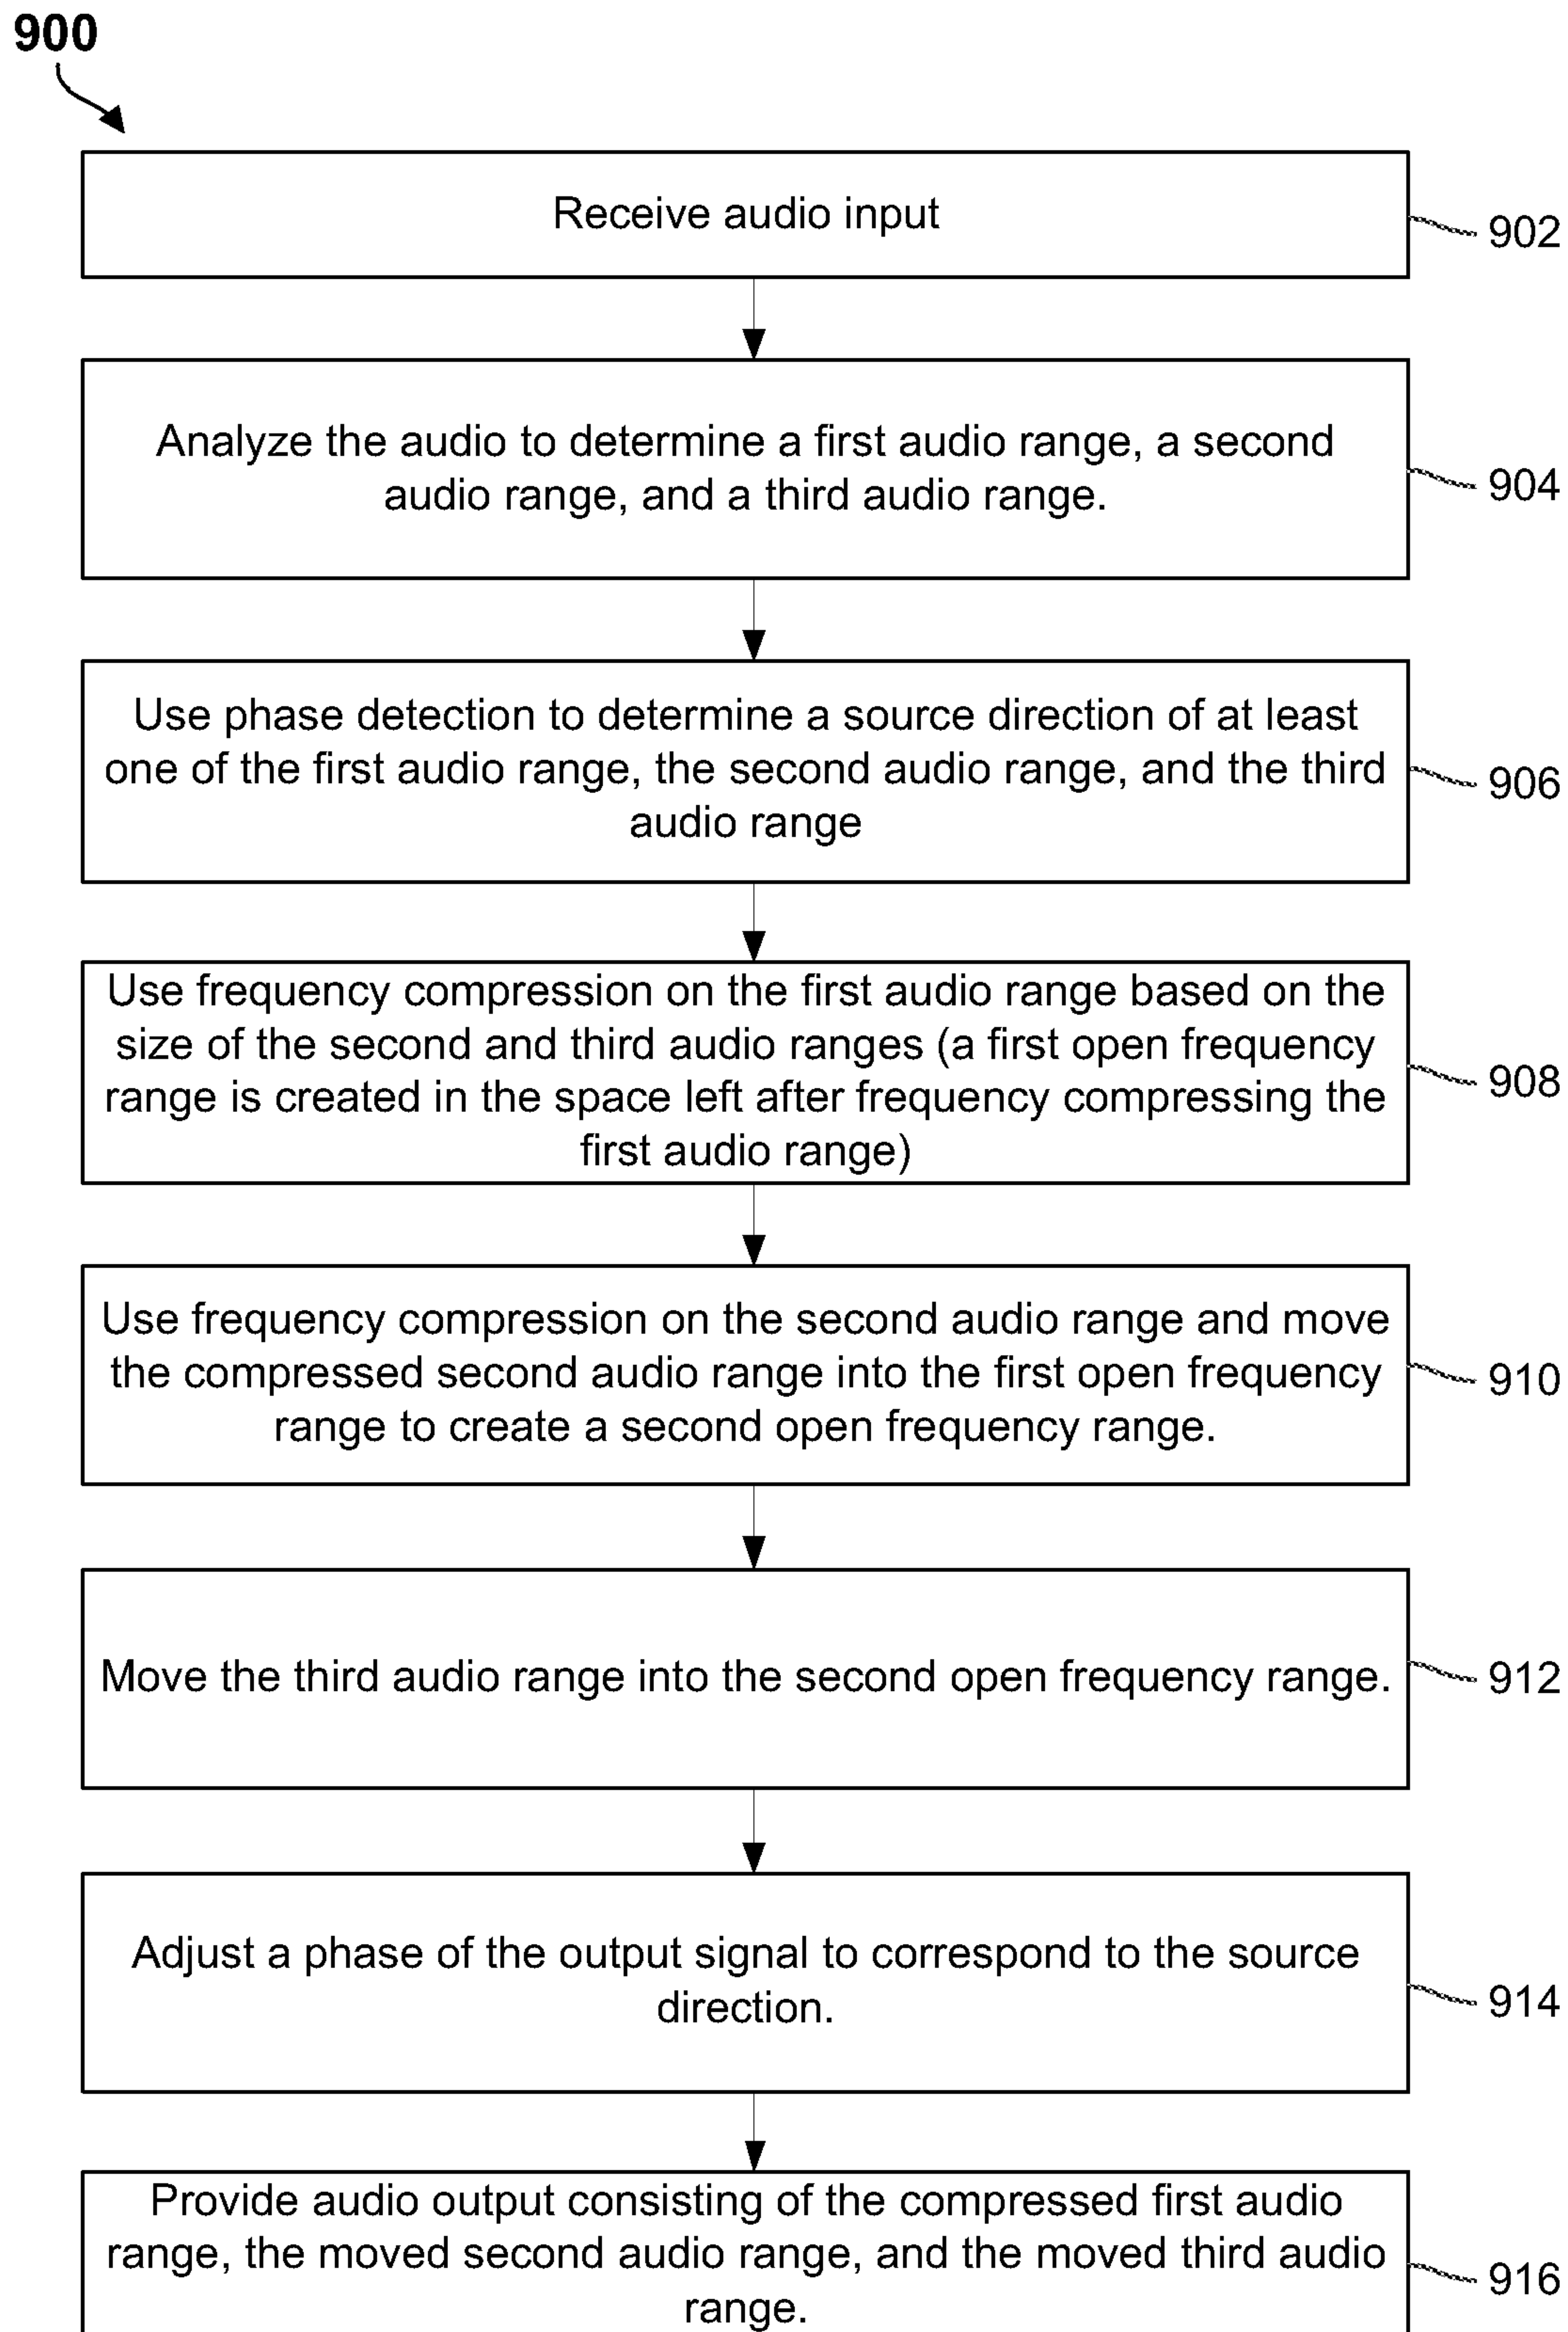 900
Receive audio input
902
Analyze the audio to determine a first audio range, a second
audio range, and a third audio range.
904
Use phase detection to determine a source direction of at least
one of the first audio range, the second audio range, and the third
audio range
906
Use frequency compression on the first audio range based on the
size of the second and third audio ranges (a first open frequency
range is created in the space left after frequency compressing the
first audio range)
908
Use frequency compression on the second audio range and move
the compressed second audio range into the first open frequency
range to create a second open frequency range.
910
Move the third audio range into the second open frequency range.
912
Adjust a phase of the output signal to correspond to the source
direction.
914
Provide audio output consisting of the compressed first audio
range, the moved second audio range, and the moved third audio
range.
916